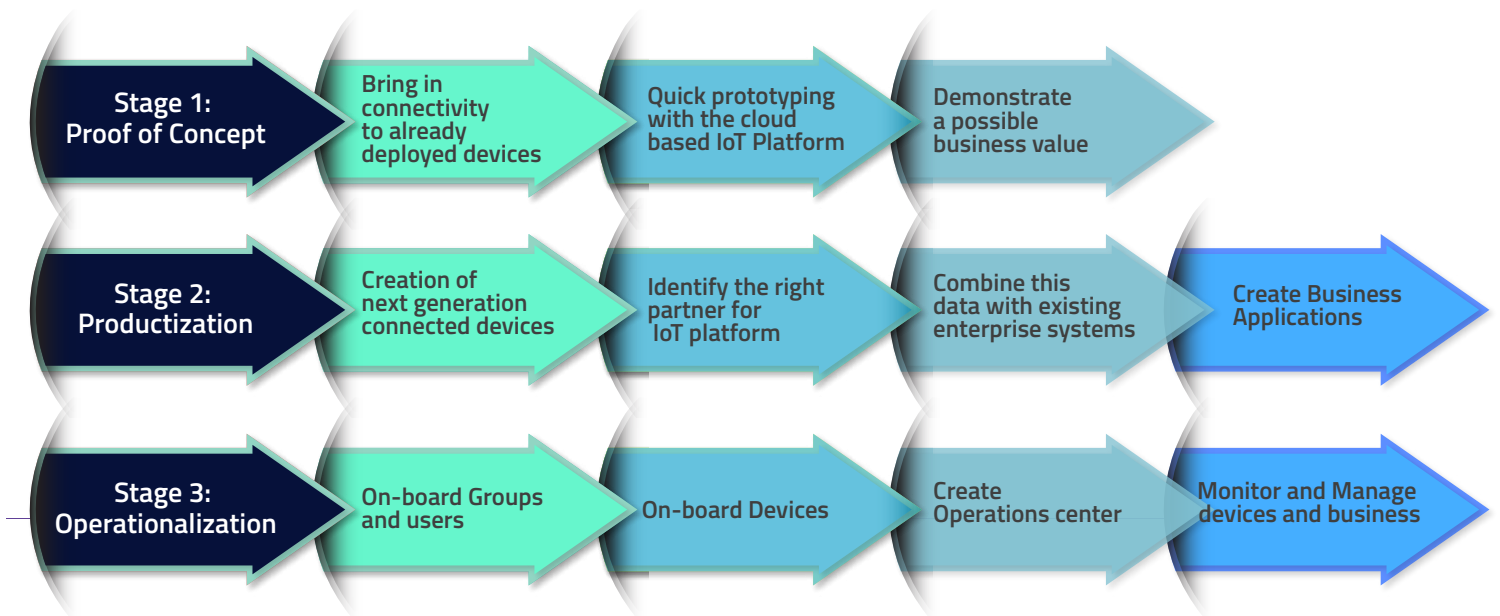 Stage 1:
Proof of Concept
Bring in
connectivity
to already
deployed devices
Quick prototyping
with the cloud
based IoT Platform
Demonstrate
a possible
business value
Stage 2:
Productization
Creation of
next generation
connected devices
Identify the right
partner for
IoT platform
Combine this
data with existing
enterprise systems
Create Business
Applications
Stage 3:
Operationalization
On-board Groups
and users
On-board Devices
Create
Operations center
Monitor and Manage
devices and business